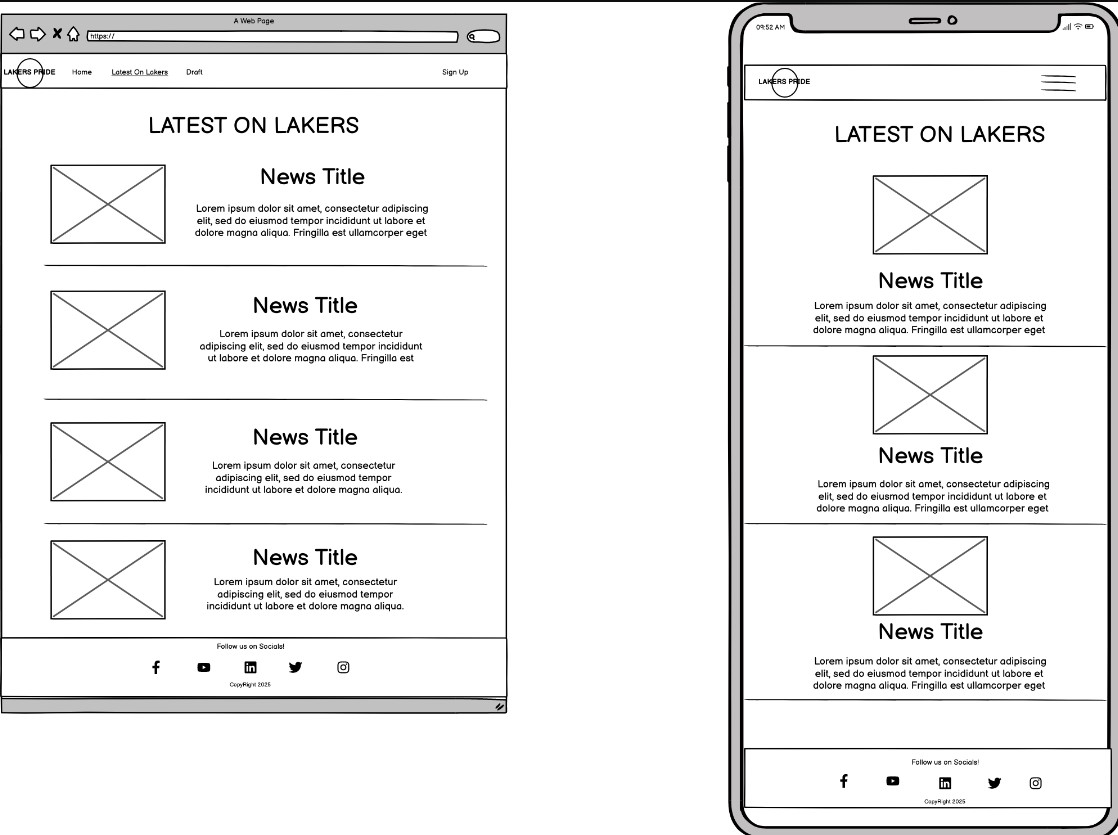 A Web Page
https://
LAKERS PRIDE Home Latest On Lakers Draft Sign Up
LATEST ON LAKERS
News Title
Lorem ipsum dolor sit amet, consectetur adipiscing
elit, sed do eiusmod tempor incididunt ut labore et
dolore magna aliqua. Fringilla est ullamcorper eget
News Title
Lorem ipsum dolor sit amet, consectetur
adipiscing elit, sed do eiusmod tempor incididunt
ut labore et dolore magna aliqua. Fringilla est
News Title
Lorem ipsum dolor sit amet, consectetur
adipiscing elit, sed do eiusmod tempor
incididunt ut labore et dolore magna aliqua.
News Title
Lorem ipsum dolor sit amet, consectetur
adipiscing elit, sed do eiusmod tempor
incididunt ut labore et dolore magna aliqua.
Follow us on Socials!
CopyRight 2025
09:52 AM
LAKERS PRIDE
LATEST ON LAKERS
News Title
Lorem ipsum dolor sit amet, consectetur adipiscing
elit, sed do eiusmod tempor incididunt ut labore et
dolore magna aliqua. Fringilla est ullamcorper eget
News Title
Lorem ipsum dolor sit amet, consectetur adipiscing
elit, sed do eiusmod tempor incididunt ut labore et
dolore magna aliqua. Fringilla est ullamcorper eget
News Title
Lorem ipsum dolor sit amet, consectetur adipiscing
elit, sed do eiusmod tempor incididunt ut labore et
dolore magna aliqua. Fringilla est ullamcorper eget
Follow us on Socials!
CopyRight 2025